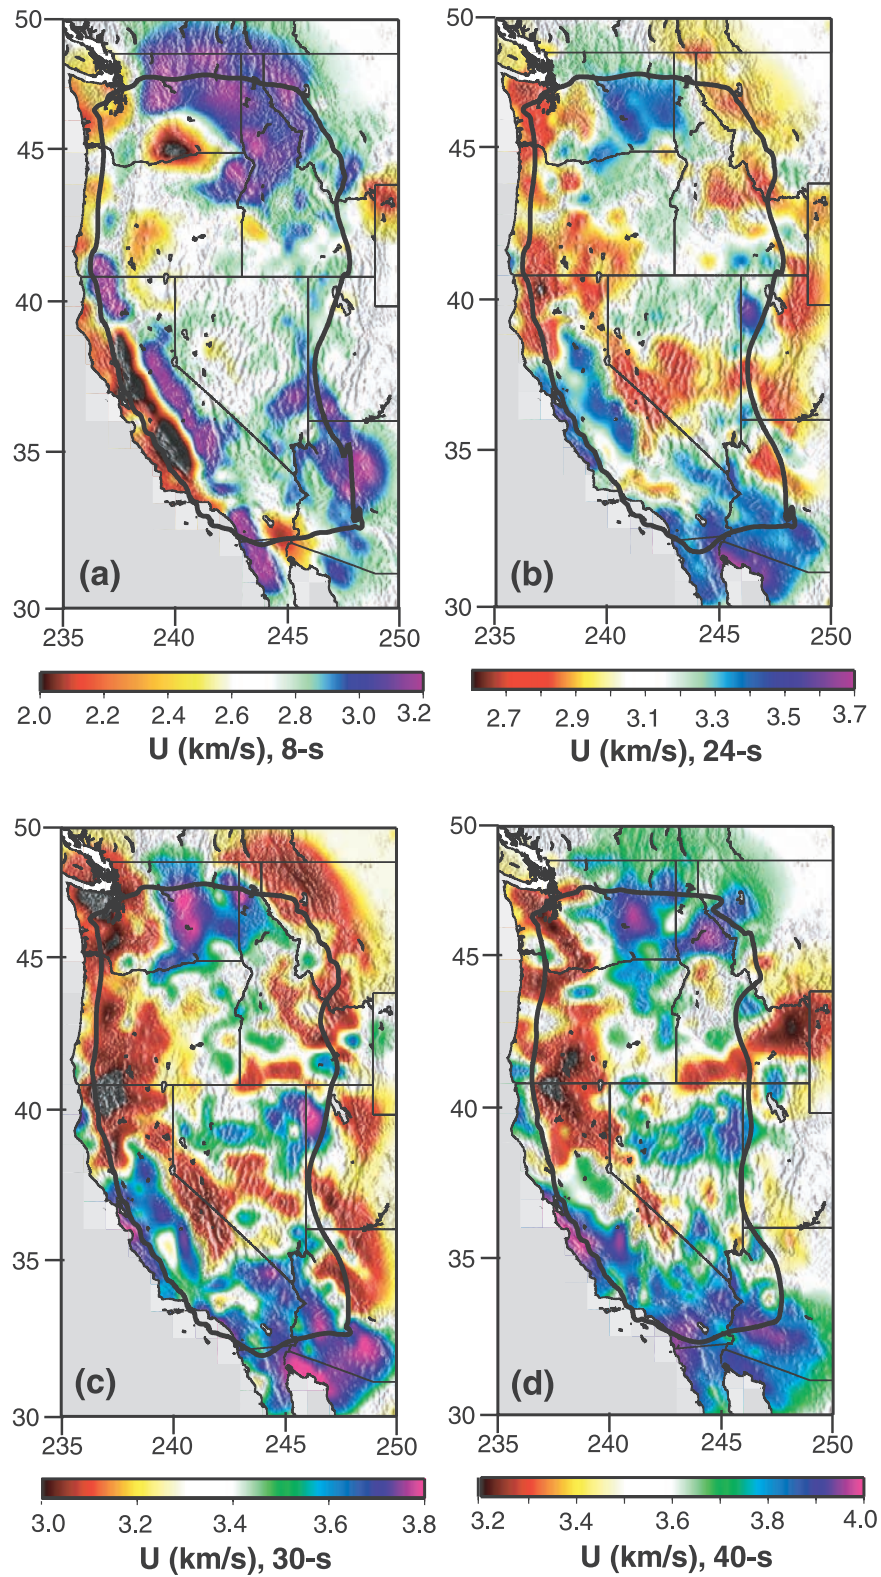 50
50
45
45
40
40
35
35
(a)
(b)
30
30
235 240 245 250
235 240 245 250
2.0 2.2 2.4 2.6 2.8 3.0 3.2
2.7 2.9 3.1 3.3 3.5 3.7
U (km/s), 8-s
U (km/s), 24-s
50
50
45
45
40
40
35
35
(c)
(d)
30
30
235 240 245 250
235 240 245 250
3.0 3.2 3.4 3.6 3.8
3.2 3.4 3.6 3.8 4.0
U (km/s), 30-s
U (km/s), 40-s